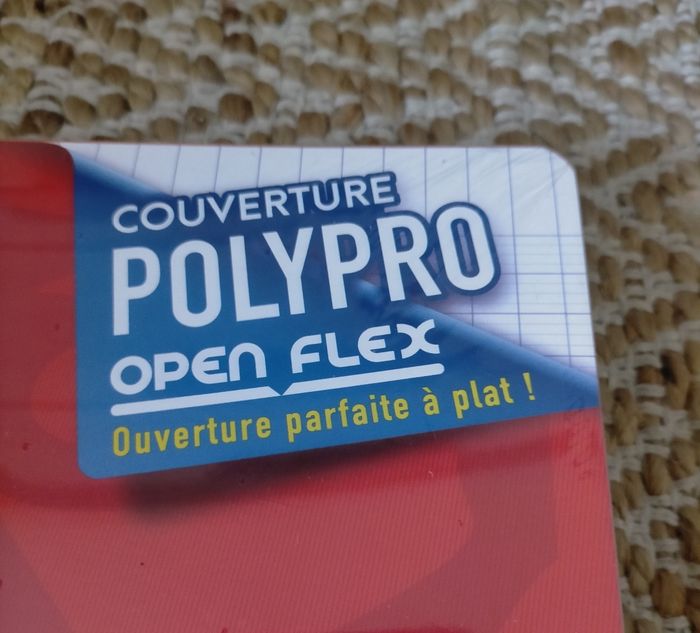 COUVERTURE
POLYPRO
OPEN FLEX
Ouverture parfaite à plat !